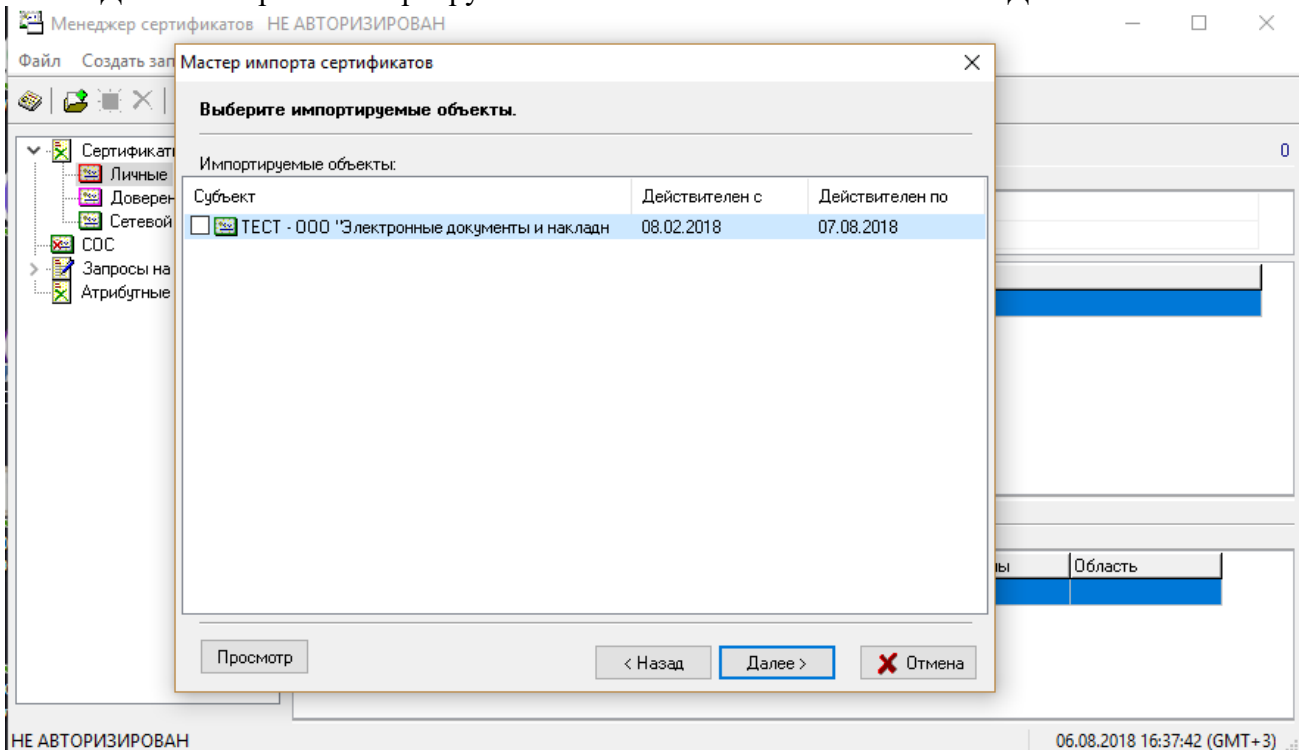 Менеджер сертификатов НЕ АВТОРИЗИРОВАН
Файл Создать зап
Мастер импорта сертификатов
Выберите импортируемые объекты.
Импортируемые объекты:
Субъект Действителен с Действителен по
ТЕСТ - ООО "Электронные документы и накладн 08.02.2018 07.08.2018
Сертификат
Личные
Доверен
Сетевой
СОС
Запросы на
Атрибутные
0
ны Область
Просмотр
< Назад Далее > Отмена
НЕ АВТОРИЗИРОВАН 06.08.2018 16:37:42 (GMT+3)